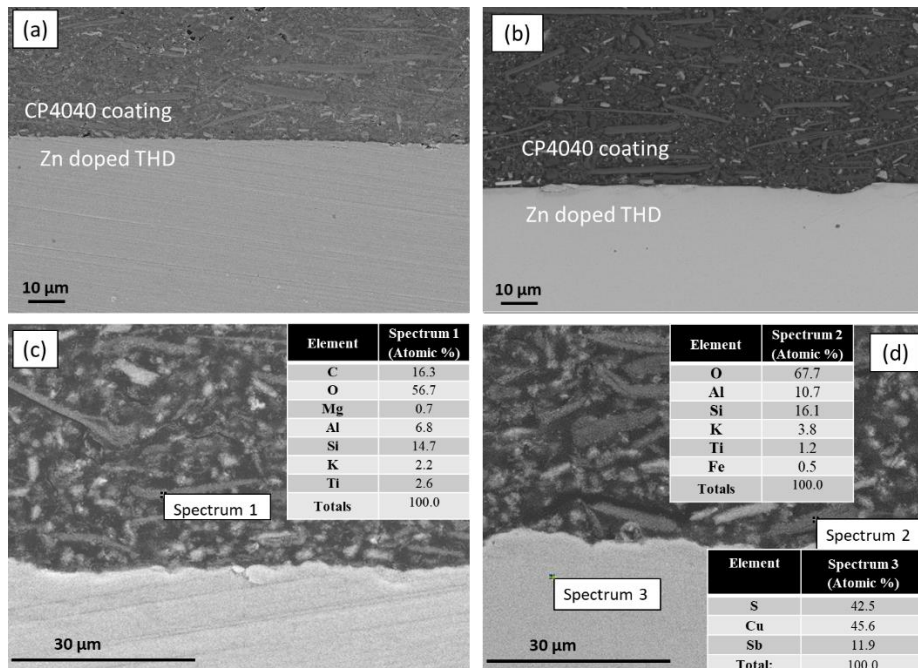 (a)
CP4040 coating
Zn doped THD
10 µm
(b)
CP4040 coating
Zn doped THD
10 µm
(c)
Element Spectrum 1 (Atomic %)
C 16.3
O 56.7
Mg 0.7
Al 6.8
Si 14.7
K 2.2
Ti 2.6
Totals 100.0
Spectrum 1
30 µm
(d)
Element Spectrum 2 (Atomic %)
O 67.7
Al 10.7
Si 16.1
K 3.8
Ti 1.2
Fe 0.5
Totals 100.0
Spectrum 2
Spectrum 3
Element Spectrum 3 (Atomic %)
S 42.5
Cu 45.6
Sb 11.9
Total: 100.0
30 µm